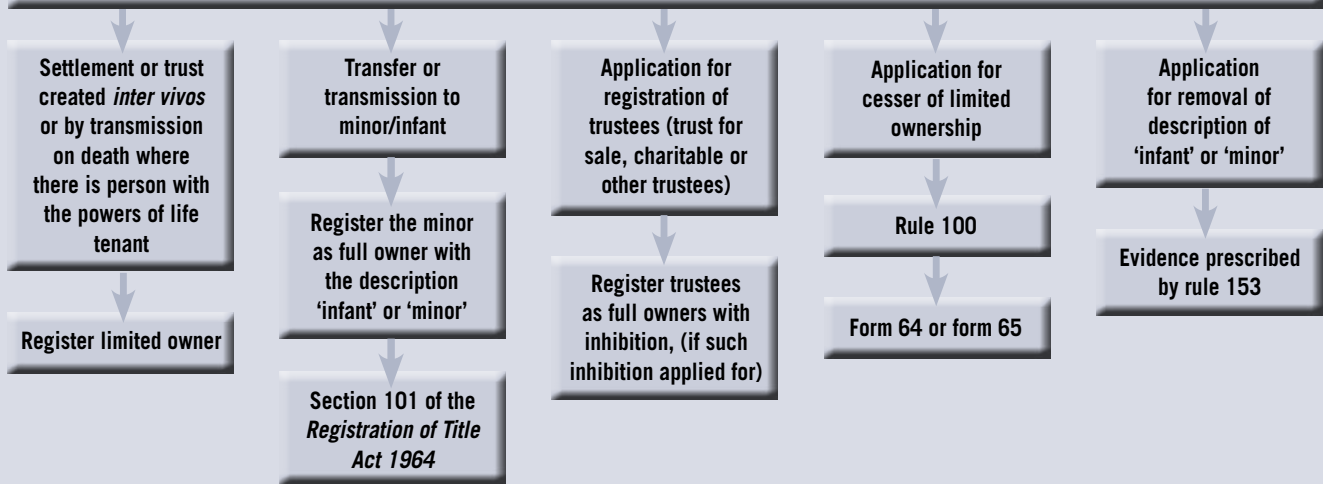 Settlement or trust
created inter vivos
or by transmission
on death where
there is person with
the powers of life
tenant
Register limited owner
Transfer or
transmission to
minor/infant
Register the minor
as full owner with
the description
‘infant’ or ‘minor’
Section 101 of the
Registration of Title
Act 1964
Application for
registration of
trustees (trust for
sale, charitable or
other trustees)
Register trustees
as full owners with
inhibition, (if such
inhibition applied for)
Application for
cesser of limited
ownership
Rule 100
Form 64 or form 65
Application
for removal of
description of
‘infant’ or ‘minor’
Evidence prescribed
by rule 153